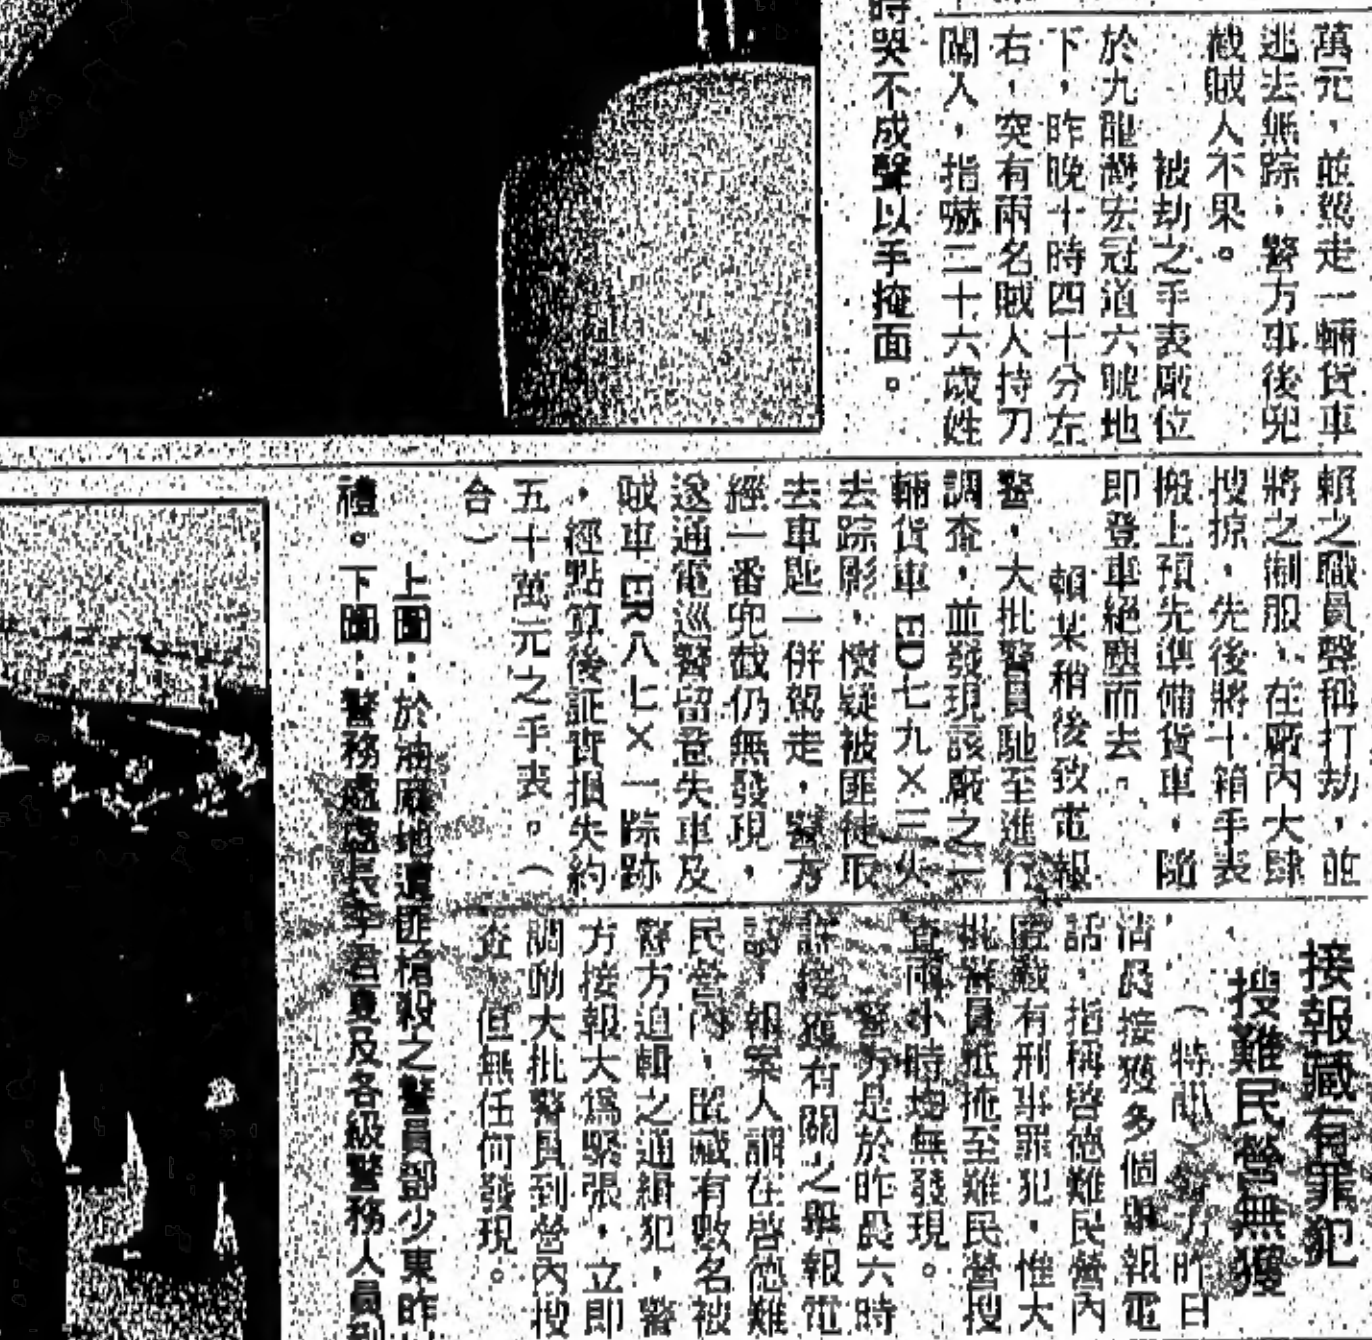 萬元，並駕走一輛貨車
逃去無踪，警方事後兜
截賊人不果。
被劫之手表廠位
於九龍灣宏冠道六號地
下，昨晚十時四十分左
右，突有兩名賊人持刀
闖入，指嚇二十六歲姓
時哭不成聲以手掩面。
賴之職員聲稱打劫，並
將之制服，在廠內大肆
搜掠，先後將十箱手表
搬上預先準備貨車，隨
即登車絕塵而去。
賴某稍後致電報
警，大批警員馳至進行
調查，並發現該廠之一
輛貨車ED七九×三失
去踪影，懷疑被匪徒取
去車匙一併駕走，警方
經一番兜截仍無發現，
遂通電巡警留意失車及
賊車ER八七×一踪跡
，經點算後証實損失約
五十萬元之手表。（
合）
上圖：於油麻地遭匪槍殺之警員鄧少東昨
禮。下圖：警務處處長李君夏及各級警務人員到
接報藏有罪犯
搜難民營無獲
（特訊）警方昨日
清晨接獲多個舉報電
話，指稱啓德難民營內
匿藏有刑事罪犯，惟大
批警員抵掩至難民營搜
查兩小時均無發現。
警方是於昨晨六時
許接獲有關之舉報電
話，報案人謂在啓德難
民營內，匿藏有數名被
警方追輯之通緝犯，警
方接報大爲緊張，立即
調動大批警員到營內搜
查，但無任何發現。